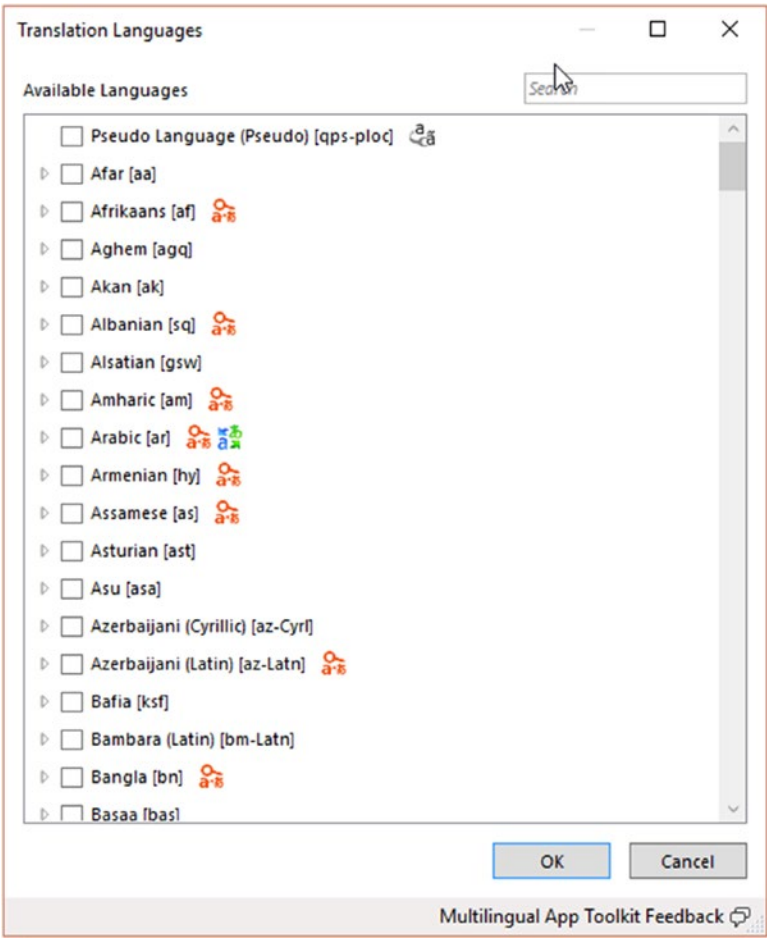 Translation Languages
Available Languages
Search
Pseudo Language (Pseudo) [qps-ploc]
Afar [aa]
Afrikaans [af]
Aghem [agq]
Akan [ak]
Albanian [sq]
Alsatian [gsw]
Amharic [am]
Arabic [ar]
Armenian [hy]
Assamese [as]
Asturian [ast]
Asu [asa]
Azerbaijani (Cyrillic) [az-Cyrl]
Azerbaijani (Latin) [az-Latn]
Bafia [ksf]
Bambara (Latin) [bm-Latn]
Bangla [bn]
Basaa [bas]
OK Cancel
Multilingual App Toolkit Feedback